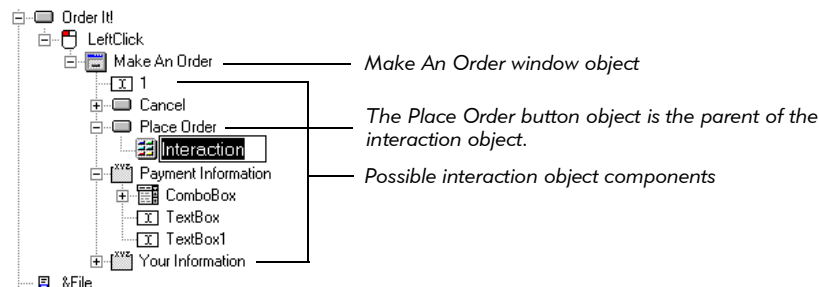 Order It!
LeftClick
Make An Order
Make An Order window object
1
Cancel
Place Order
The Place Order button object is the parent of the
interaction object.
Interaction
xyz Payment Information
Possible interaction object components
ComboBox
TextBox
TextBox1
xyz Your Information
&File